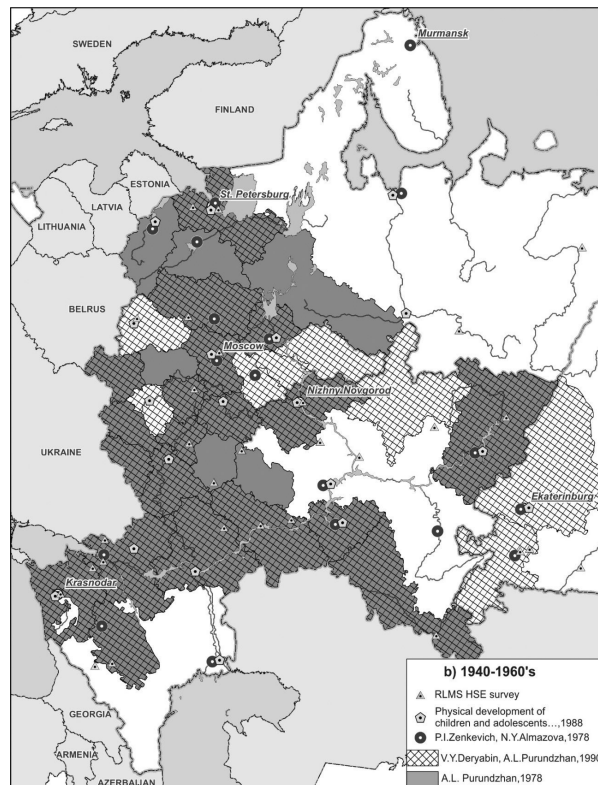 Murmansk
SWEDEN
FINLAND
ESTONIA
St. Petersburg
LATVIA
LITHUANIA
BELRUS
Moscow
Nizhny Novgorod
UKRAINE
Ekaterinburg
Krasnodar
GEORGIA
ARMENIA
AZERBAIJAN
b) 1940-1960's
RLMS HSE survey
Physical development of
children and adolescents...,1988
P.I.Zenkevich, N.Y.Almazova,1978
V.Y.Deryabin, A.L.Purundzhan,1990
A.L. Purundzhan,1978